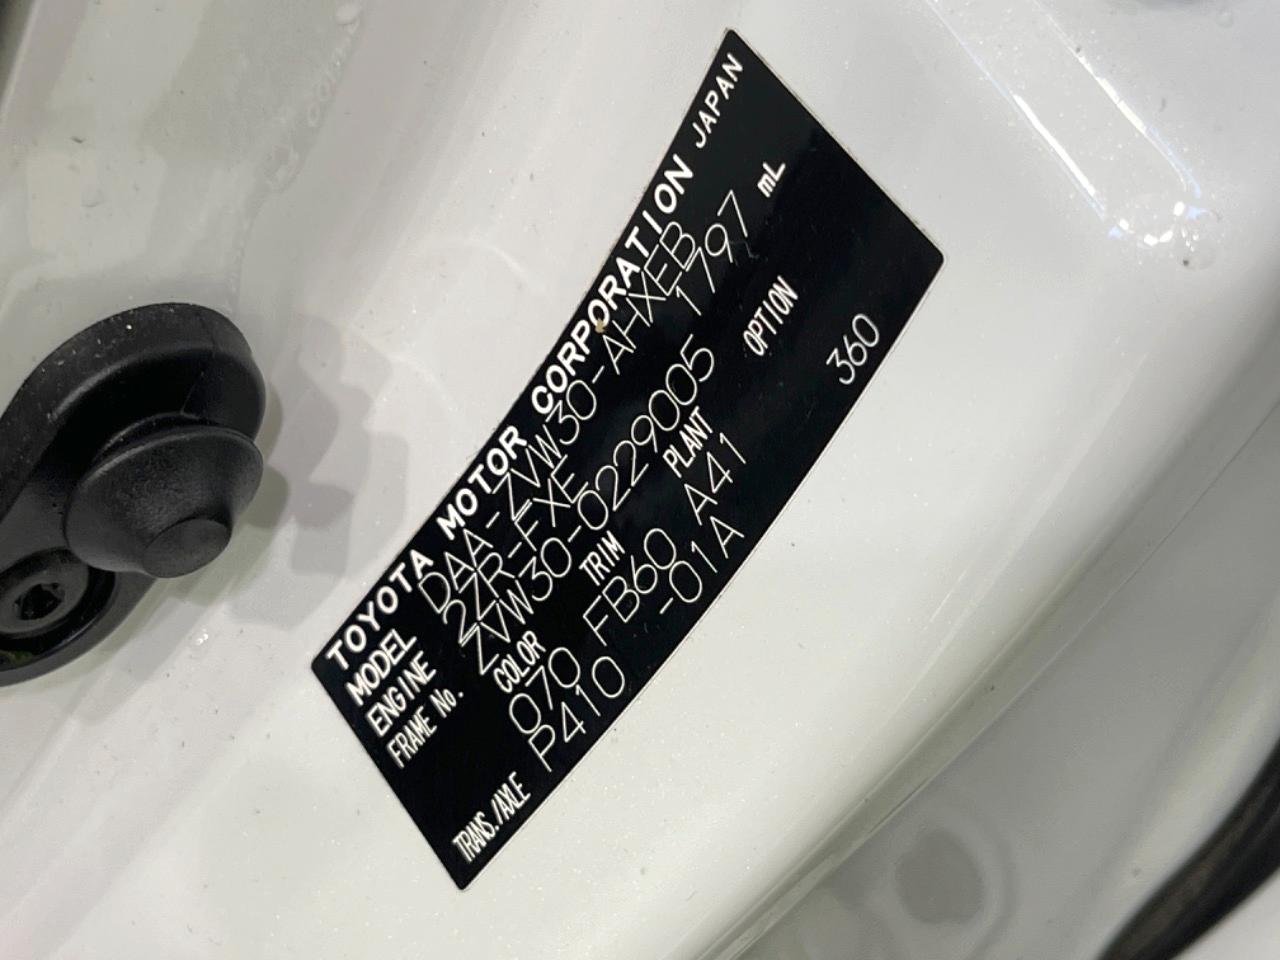 TOYOTA MOTOR CORPORATION JAPAN
MODEL DAA-ZVW30-AHXEB
ENGINE 2ZR-FXE 1797 mL
FRAME No. ZVW30-0229005
COLOR TRIM PLANT OPTION
070 FB60 A41 360
TRANS./AXLE P410 -01A